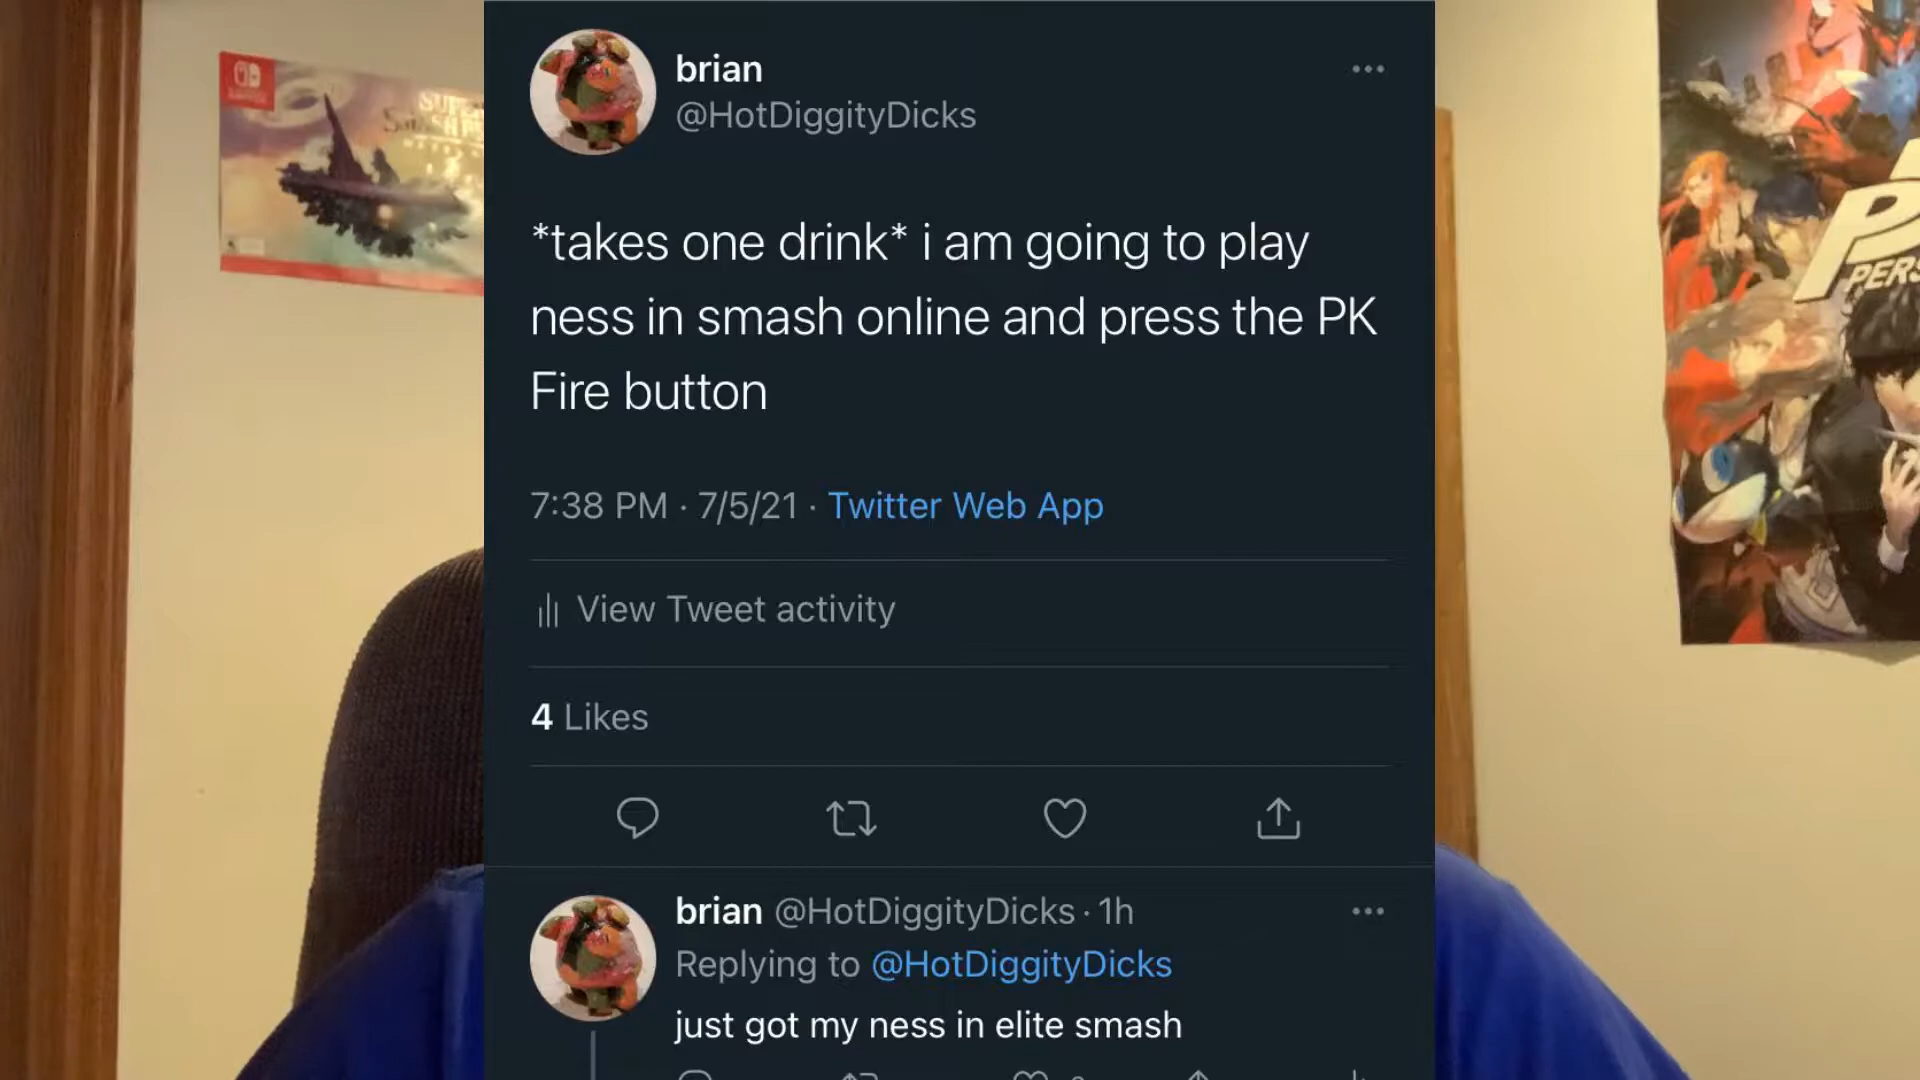 brian
@HotDiggityDicks
*takes one drink* i am going to play
ness in smash online and press the PK
Fire button
7:38 PM · 7/5/21 · Twitter Web App
View Tweet activity
4 Likes
brian @HotDiggityDicks · 1h
Replying to @HotDiggityDicks
just got my ness in elite smash